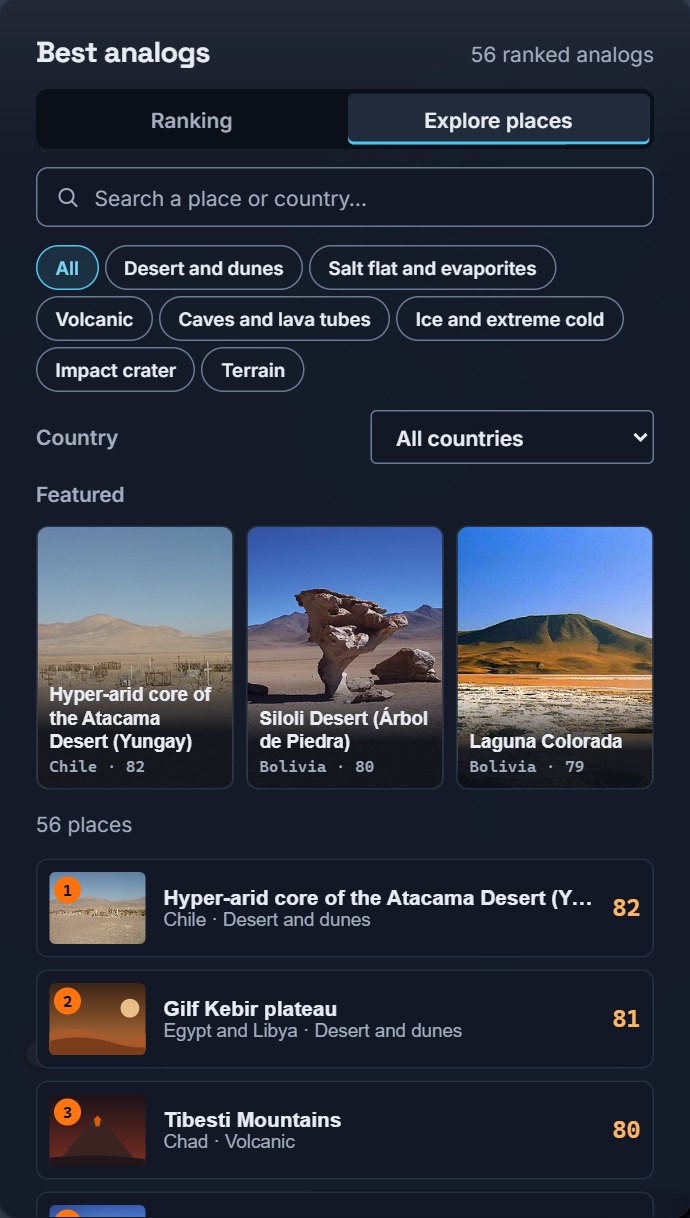 Best analogs
56 ranked analogs
Ranking
Explore places
Search a place or country...
All
Desert and dunes
Salt flat and evaporites
Volcanic
Caves and lava tubes
Ice and extreme cold
Impact crater
Terrain
Country
All countries
Featured
Hyper-arid core of
the Atacama
Desert (Yungay)
Chile · 82
Siloli Desert (Árbol
de Piedra)
Bolivia · 80
Laguna Colorada
Bolivia · 79
56 places
1
Hyper-arid core of the Atacama Desert (Y...
82
Chile · Desert and dunes
2
Gilf Kebir plateau
81
Egypt and Libya · Desert and dunes
3
Tibesti Mountains
80
Chad · Volcanic